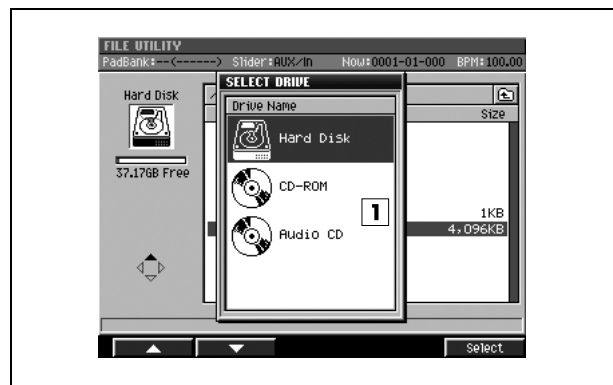 FILE UTILITY
PadBank:--(------) Slider:AUX/In Now:0001-01-000 BPM:100.00
SELECT DRIVE
Hard Disk
Drive Name
Size
Hard Disk
37.17GB Free
CD-ROM
1
1KB
Audio CD
4,096KB
Select